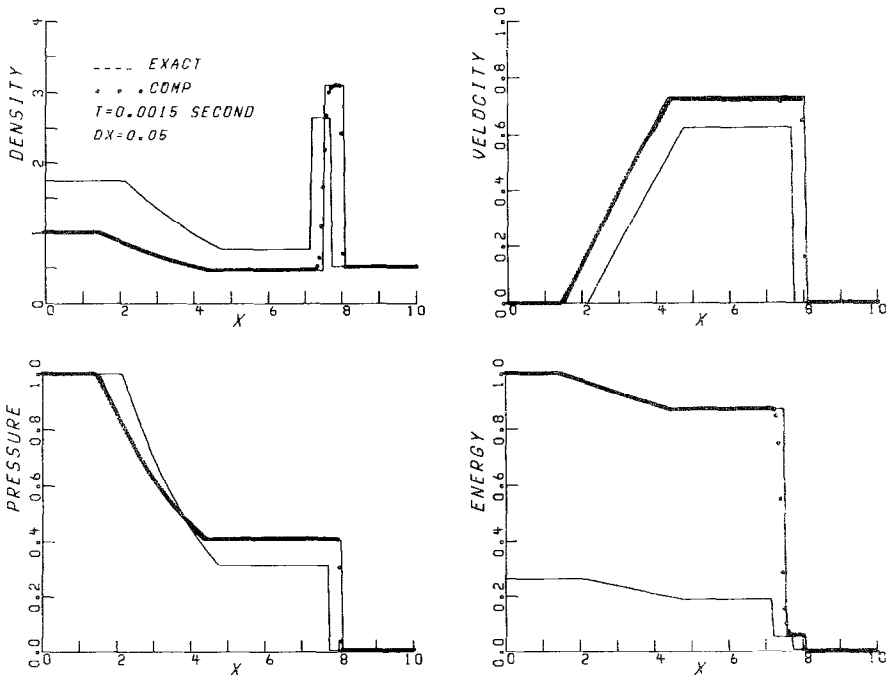 4
3
2
1
0
DENSITY
---- EXACT
∘ ∘ ∘ COMP
T=0.0015 SECOND
DX=0.05
0 2 4 6 8 10
X
1.0
0.8
0.6
0.4
0.2
0.0
VELOCITY
0 2 4 6 8 10
X
1.0
0.8
0.6
0.4
0.2
0.0
PRESSURE
0 2 4 6 8 10
X
1.0
0.8
0.6
0.4
0.2
0.0
ENERGY
0 2 4 6 8 10
X